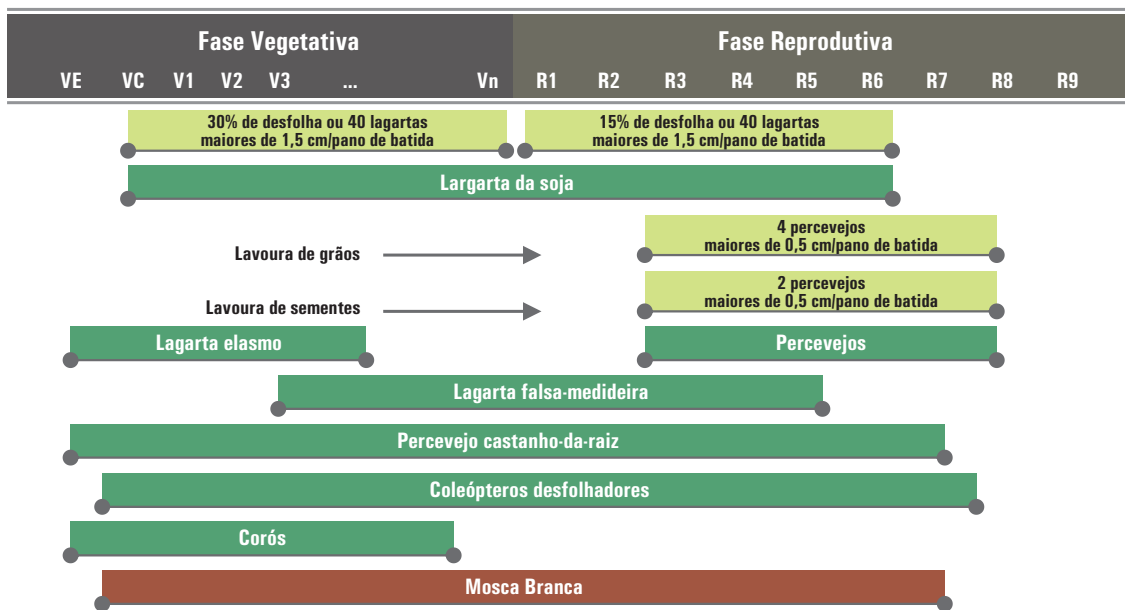 Fase Vegetativa
Fase Reprodutiva
VE VC V1 V2 V3 ... Vn R1 R2 R3 R4 R5 R6 R7 R8 R9
30% de desfolha ou 40 lagartas
maiores de 1,5 cm/pano de batida
15% de desfolha ou 40 lagartas
maiores de 1,5 cm/pano de batida
Largarta da soja
4 percevejos
maiores de 0,5 cm/pano de batida
Lavoura de grãos
2 percevejos
maiores de 0,5 cm/pano de batida
Lavoura de sementes
Lagarta elasmo
Percevejos
Lagarta falsa-medideira
Percevejo castanho-da-raiz
Coleópteros desfolhadores
Corós
Mosca Branca